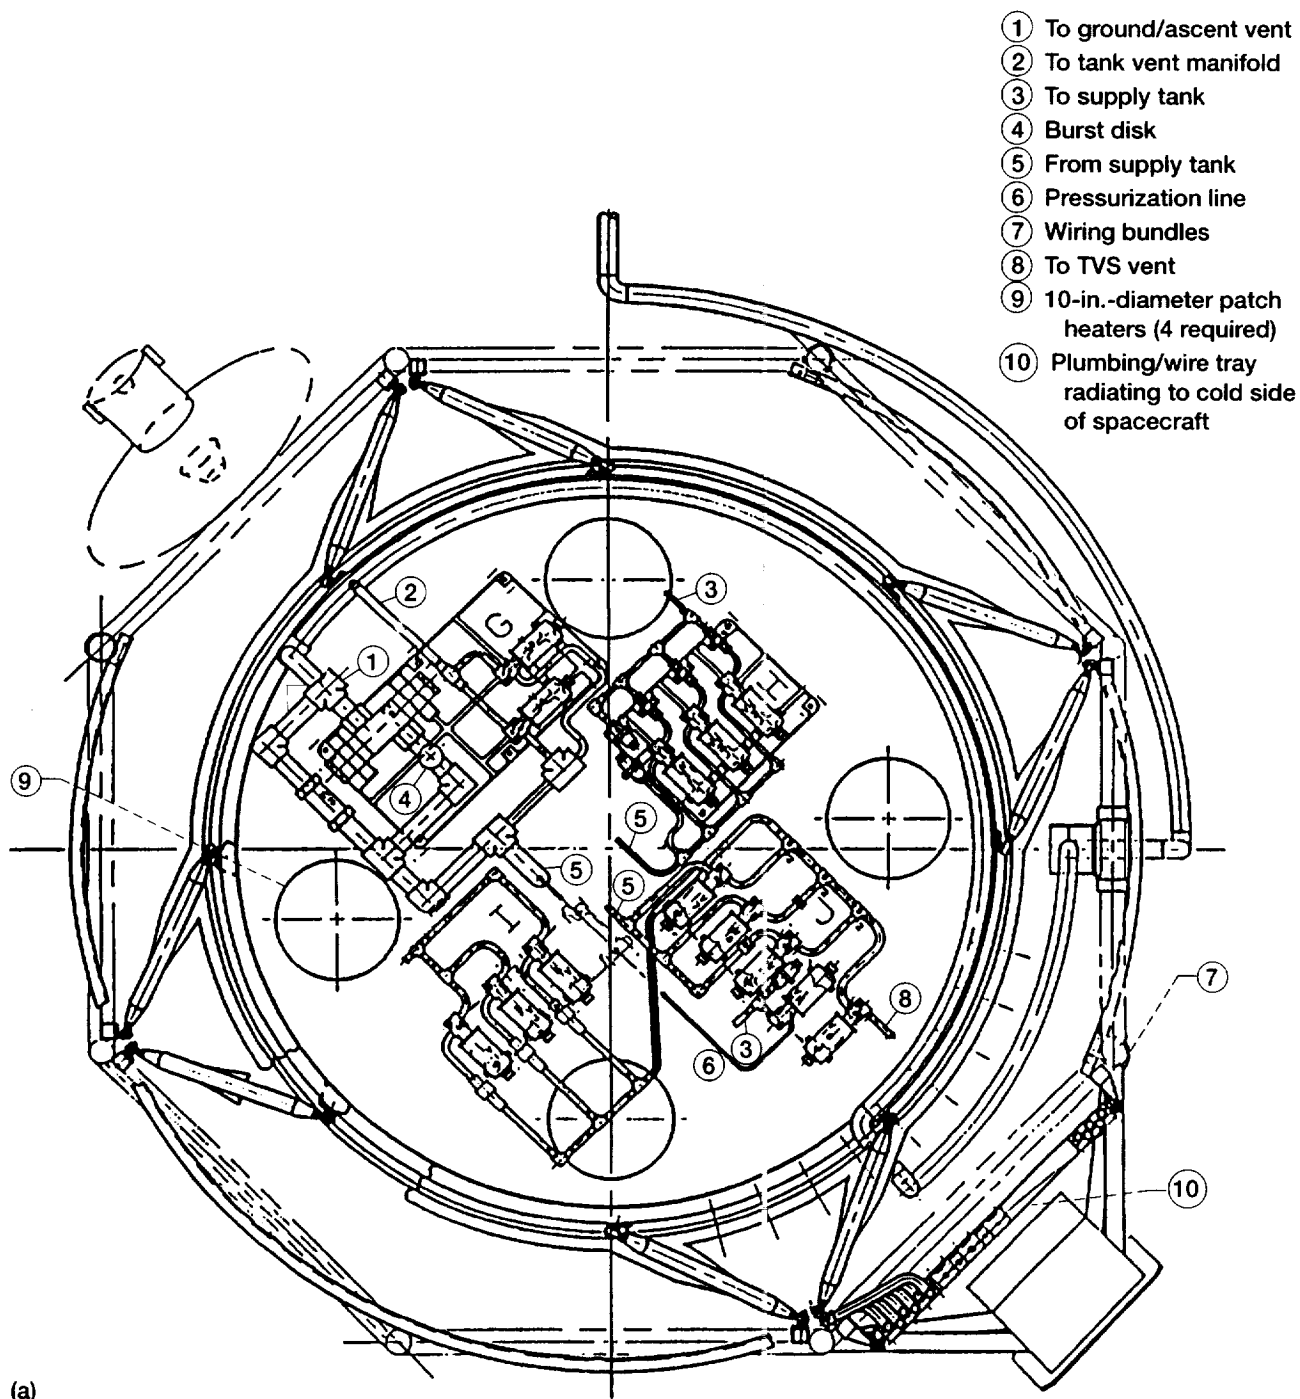 1 To ground/ascent vent
2 To tank vent manifold
3 To supply tank
4 Burst disk
5 From supply tank
6 Pressurization line
7 Wiring bundles
8 To TVS vent
9 10-in.-diameter patch
heaters (4 required)
10 Plumbing/wire tray
radiating to cold side
of spacecraft
2
3
G
1
H
9
4
5
5
5
I
J
7
8
3
6
10
(a)